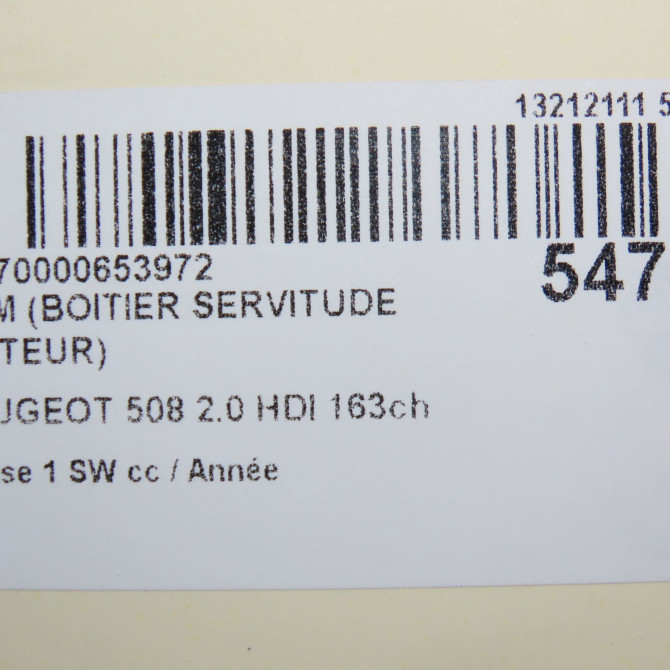 13212111 5
70000653972
547
M (BOITIER SERVITUDE
TEUR)
UGEOT 508 2.0 HDI 163ch
se 1 SW cc / Année